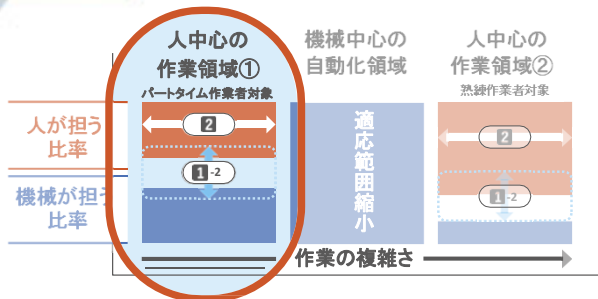 人中心の
作業領域①
パートタイム作業者対象
機械中心の
自動化領域
人中心の
作業領域②
熟練作業者対象
人が担う
比率
機械が担う
比率
2
1-2
適応範囲縮小
2
1-2
作業の複雑さ